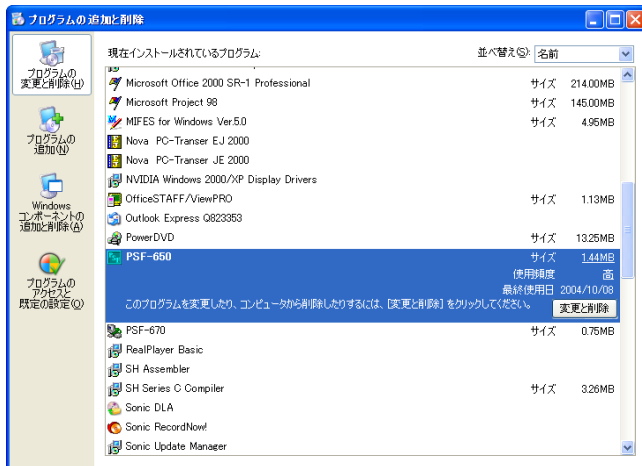 プログラムの追加と削除
プログラムの
変更と削除(H)
プログラムの
追加(N)
Windows
コンポーネントの
追加と削除(A)
プログラムの
アクセスと
既定の設定(O)
現在インストールされているプログラム:
並べ替え(S): 名前
Microsoft Office 2000 SR-1 Professional サイズ 214.00MB
Microsoft Project 98 サイズ 145.00MB
MIFES for Windows Ver.5.0 サイズ 4.95MB
Nova PC-Transer EJ 2000
Nova PC-Transer JE 2000
NVIDIA Windows 2000/XP Display Drivers
OfficeSTAFF/ViewPRO サイズ 1.13MB
Outlook Express Q823353
PowerDVD サイズ 13.25MB
PSF-650 サイズ 1.44MB
使用頻度 高
最終使用日 2004/10/08
このプログラムを変更したり、コンピュータから削除したりするには、[変更と削除] をクリックしてください。 変更と削除
PSF-670 サイズ 0.75MB
RealPlayer Basic
SH Assembler
SH Series C Compiler サイズ 3.26MB
Sonic DLA
Sonic RecordNow!
Sonic Update Manager